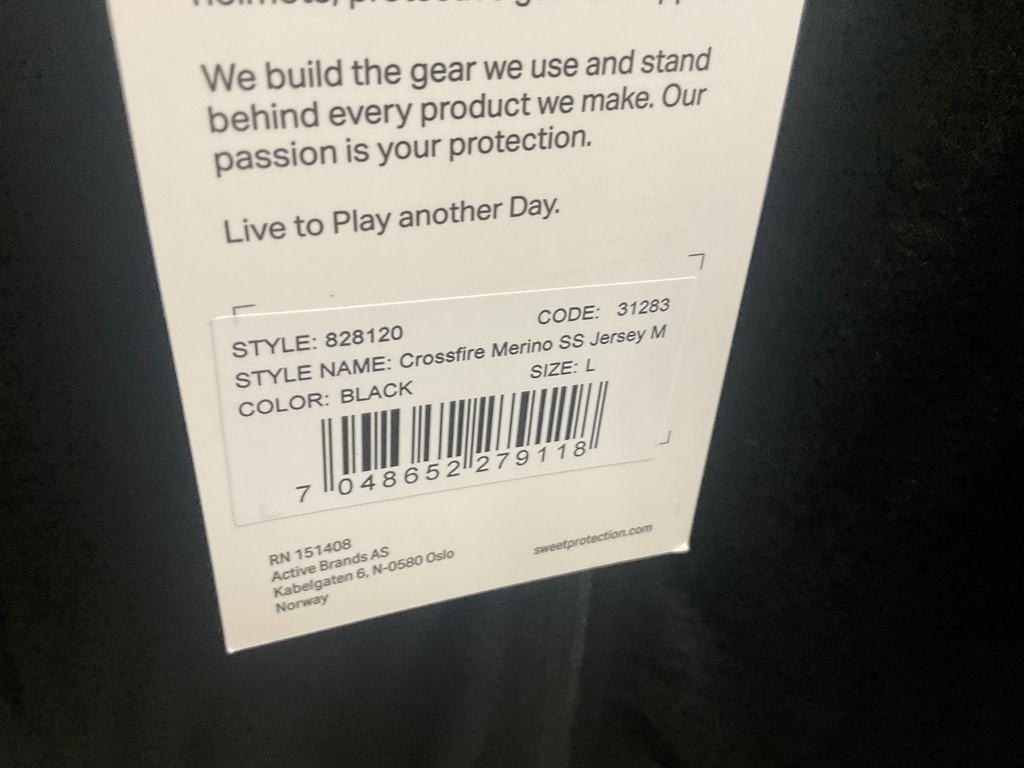 We build the gear we use and stand
behind every product we make. Our
passion is your protection.
Live to Play another Day.
STYLE: 828120 CODE: 31283
STYLE NAME: Crossfire Merino SS Jersey M
COLOR: BLACK SIZE: L
7 048652 279118
RN 151408
Active Brands AS
Kabelgaten 6, N-0580 Oslo
Norway
sweetprotection.com